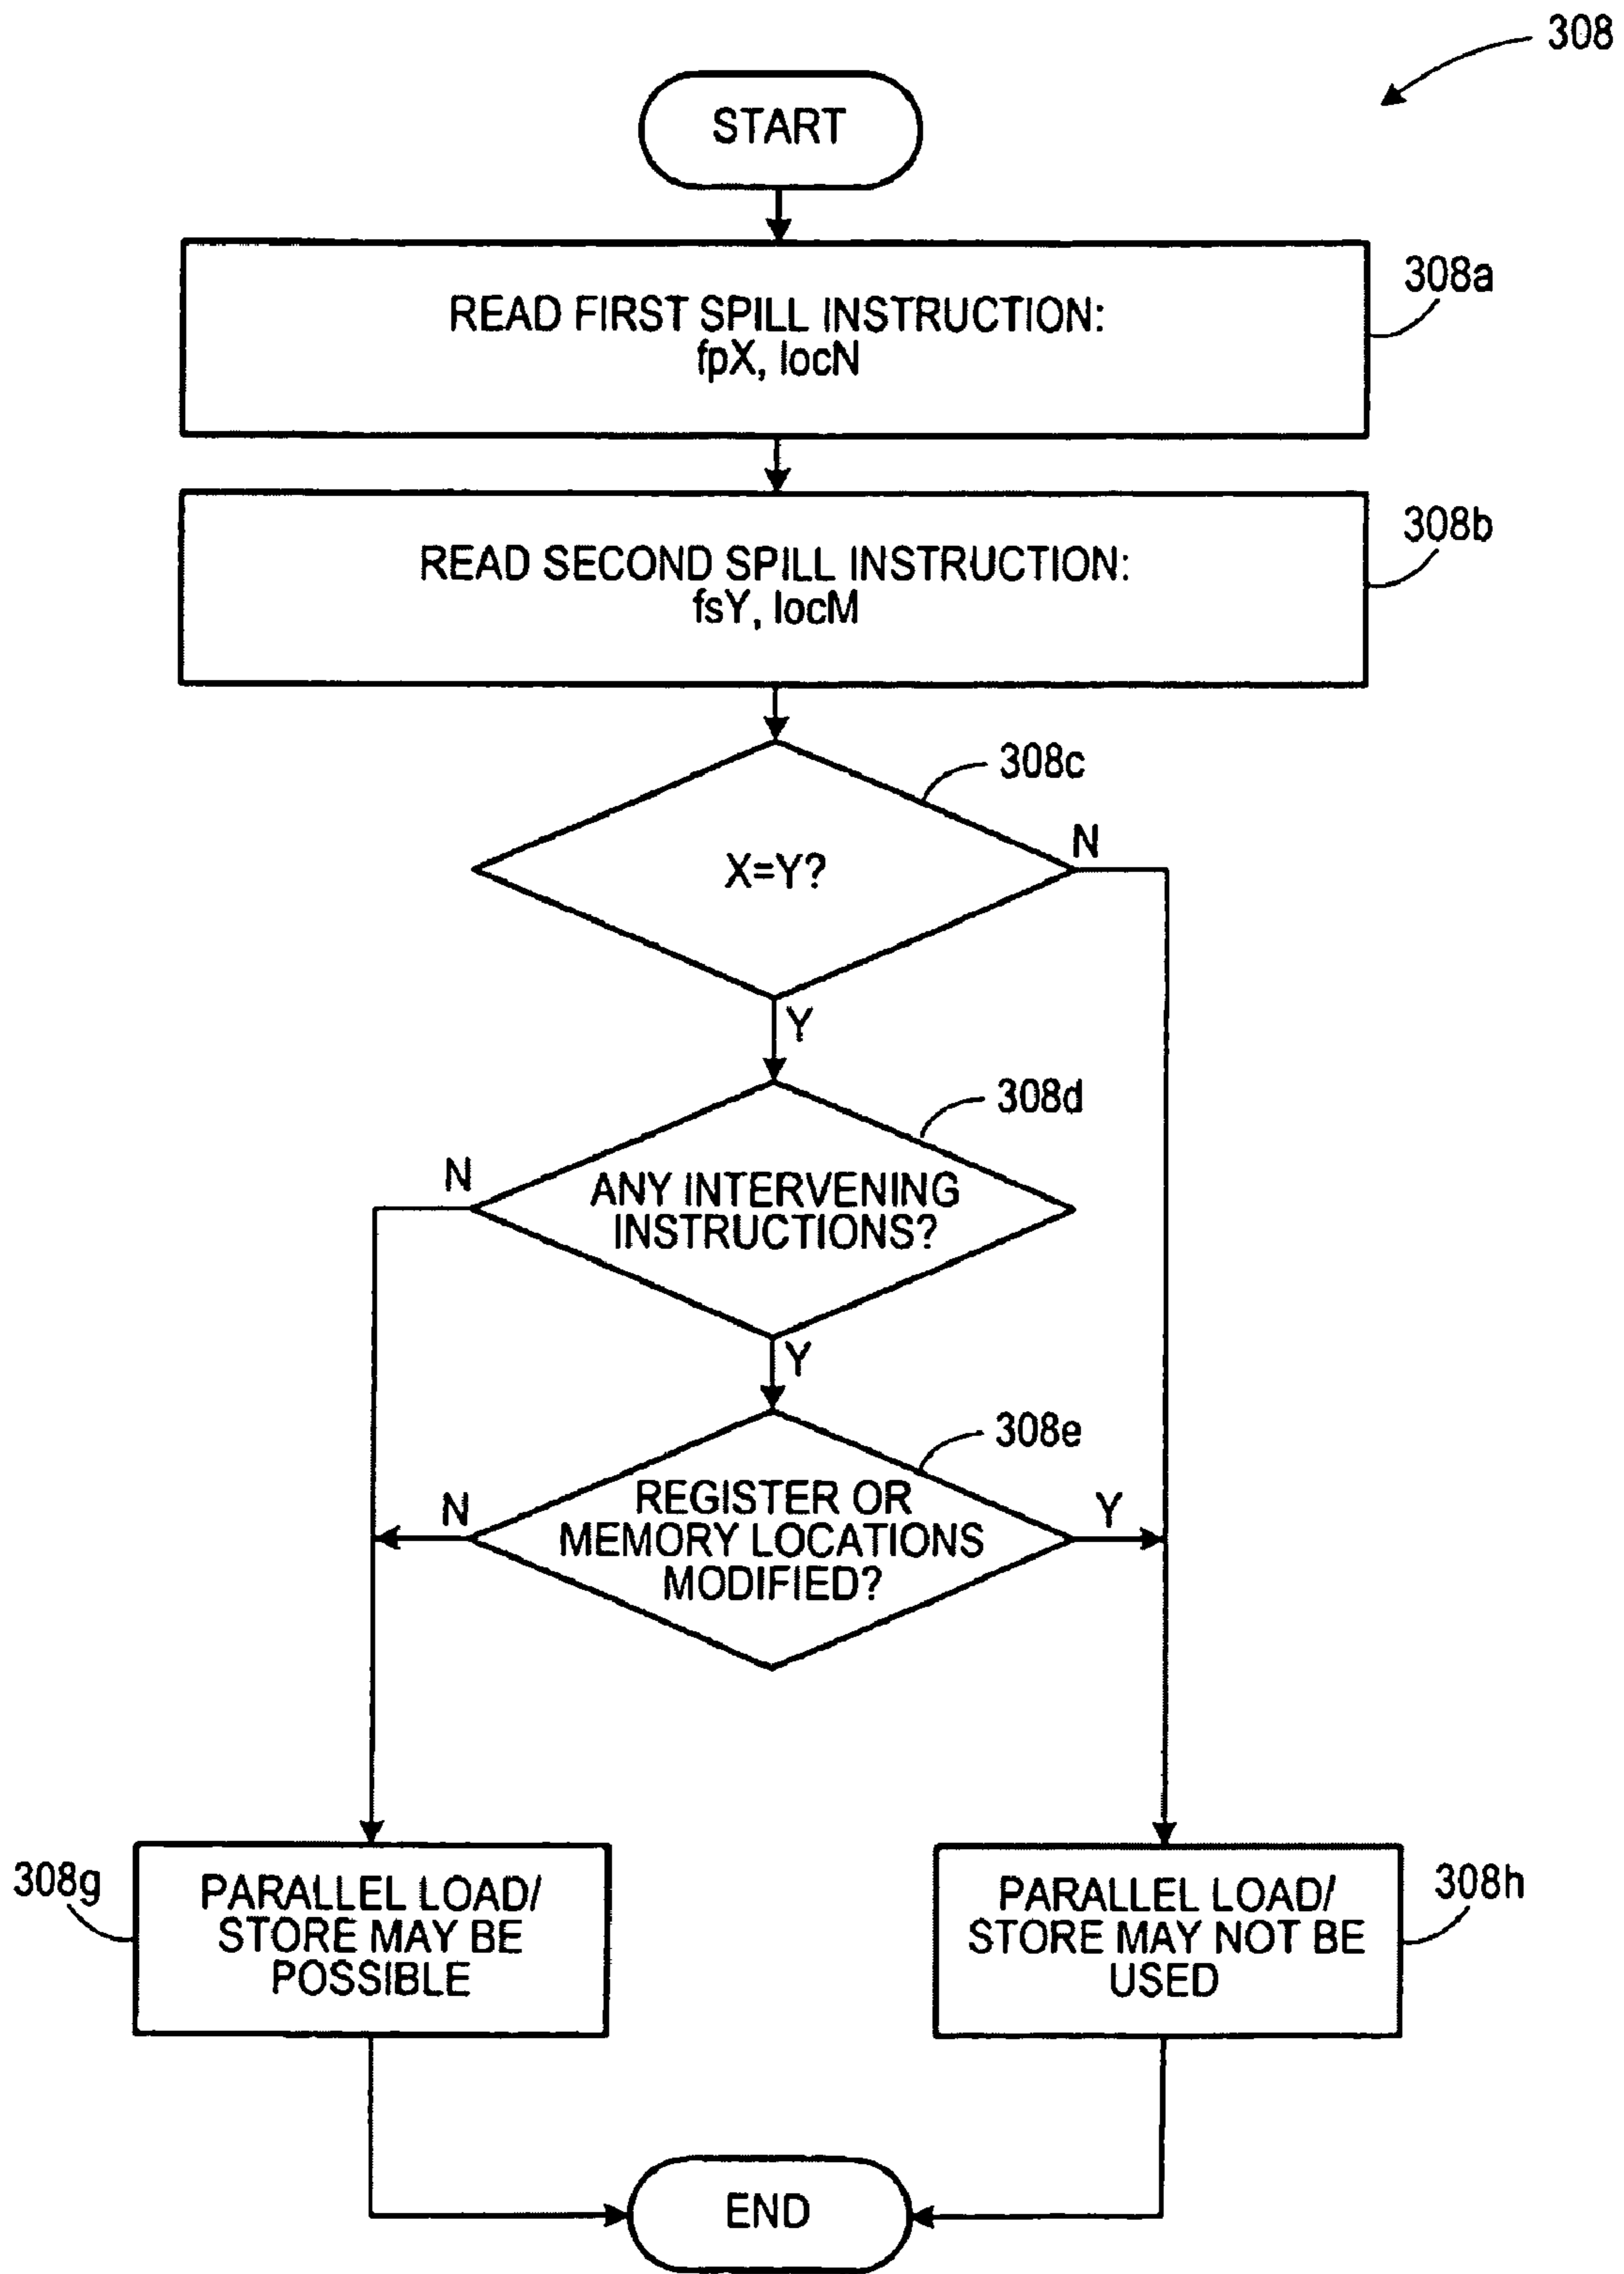 308
START
308a
READ FIRST SPILL INSTRUCTION:
fpX, locN
308b
READ SECOND SPILL INSTRUCTION:
fsY, locM
308c
N
X=Y?
Y
308d
N
ANY INTERVENING
INSTRUCTIONS?
Y
308e
N
REGISTER OR
MEMORY LOCATIONS
MODIFIED?
Y
308g
PARALLEL LOAD/
STORE MAY BE
POSSIBLE
PARALLEL LOAD/
STORE MAY NOT BE
USED
308h
END